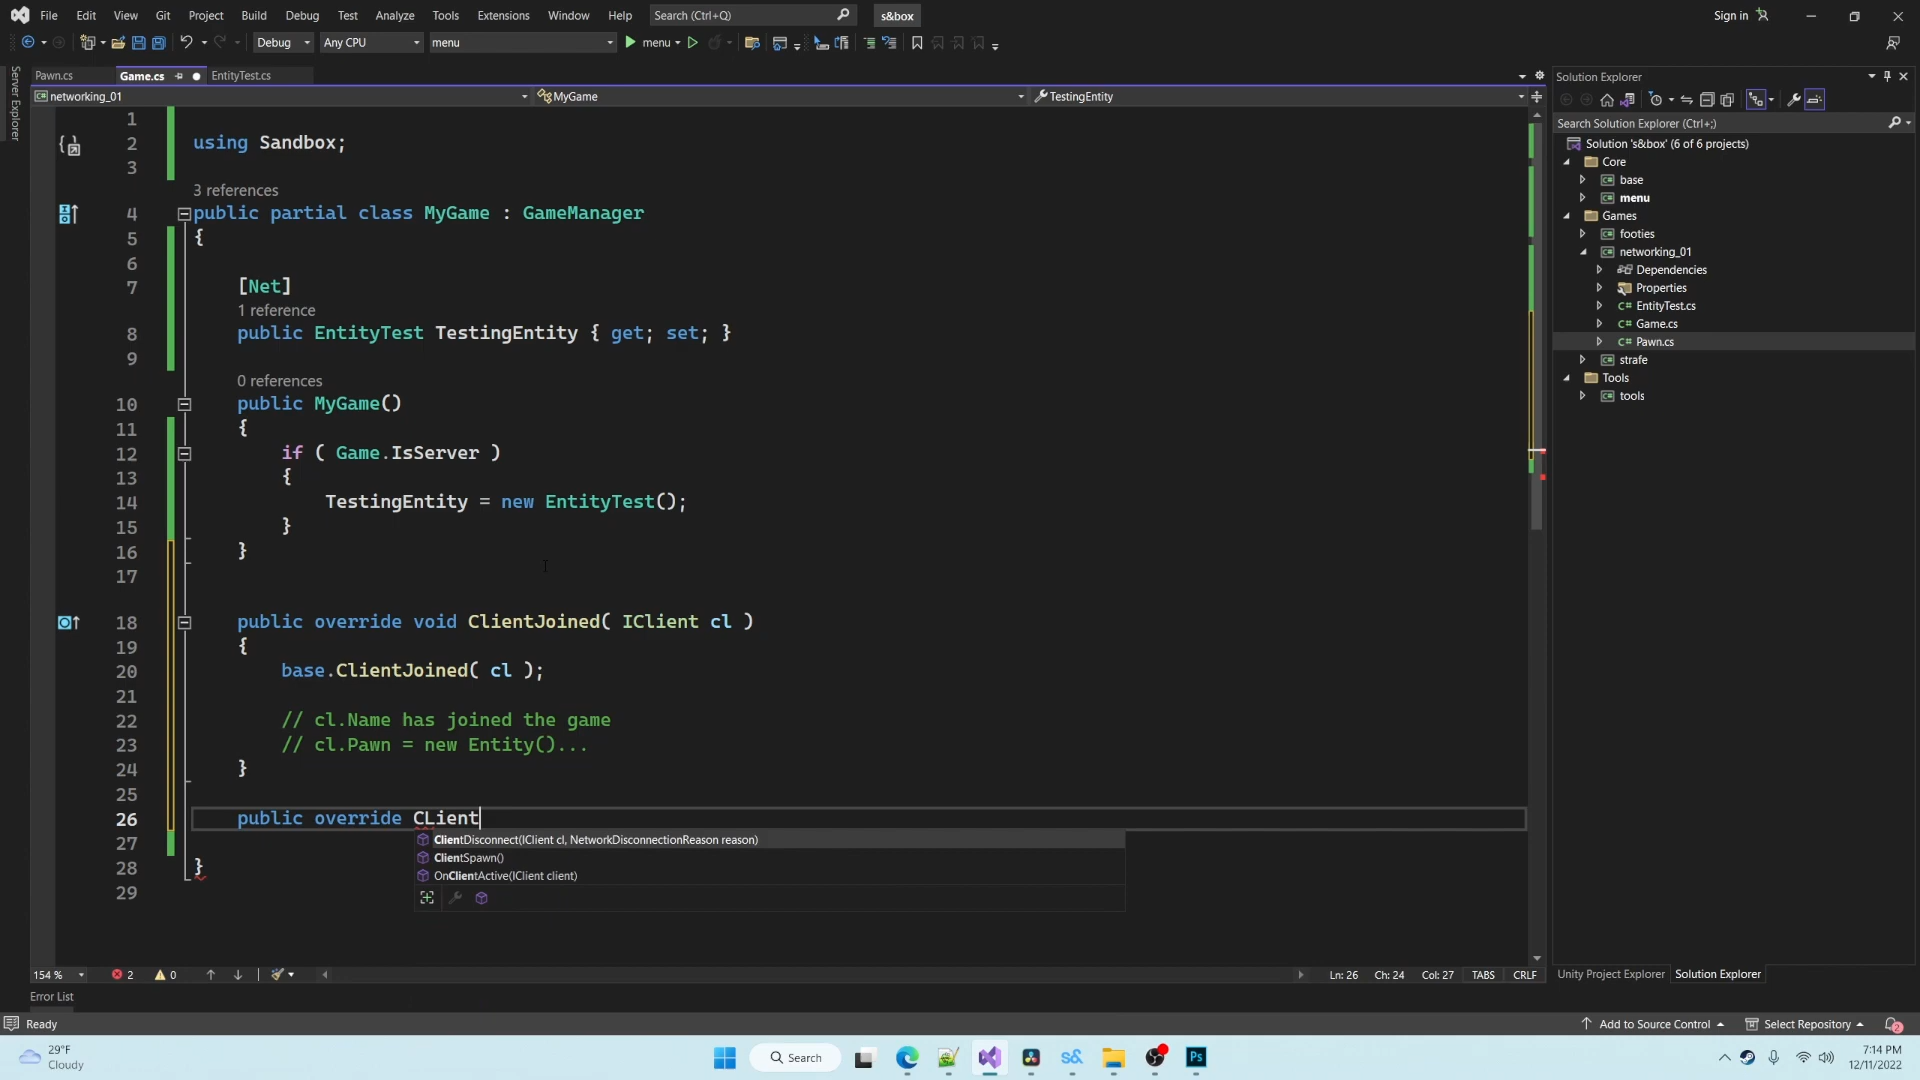 File Edit View Git Project Build Debug Test Analyze Tools Extensions Window Help Search (Ctrl+Q) s&box Sign in
Debug Any CPU menu menu
Server Explorer
Pawn.cs Game.cs EntityTest.cs
networking_01 MyGame TestingEntity
1
2 using Sandbox;
3
3 references
4 public partial class MyGame : GameManager
5 {
6
7 [Net]
1 reference
8 public EntityTest TestingEntity { get; set; }
9
0 references
10 public MyGame()
11 {
12 if ( Game.IsServer )
13 {
14 TestingEntity = new EntityTest();
15 }
16 }
17
18 public override void ClientJoined( IClient cl )
19 {
20 base.ClientJoined( cl );
21
22 // cl.Name has joined the game
23 // cl.Pawn = new Entity()...
24 }
25
26 public override CLient
27
28 }
29
ClientDisconnect(IClient cl, NetworkDisconnectionReason reason)
ClientSpawn()
OnClientActive(IClient client)
154 % 2 0 Ln: 26 Ch: 24 Col: 27 TABS CRLF
Solution Explorer
Search Solution Explorer (Ctrl+;)
Solution 's&box' (6 of 6 projects)
Core
base
menu
Games
footies
networking_01
Dependencies
Properties
C# EntityTest.cs
C# Game.cs
C# Pawn.cs
strafe
Tools
tools
Unity Project Explorer Solution Explorer
Error List
Ready Add to Source Control Select Repository 2
29°F
Cloudy
Search
s&
Ps
7:14 PM
12/11/2022